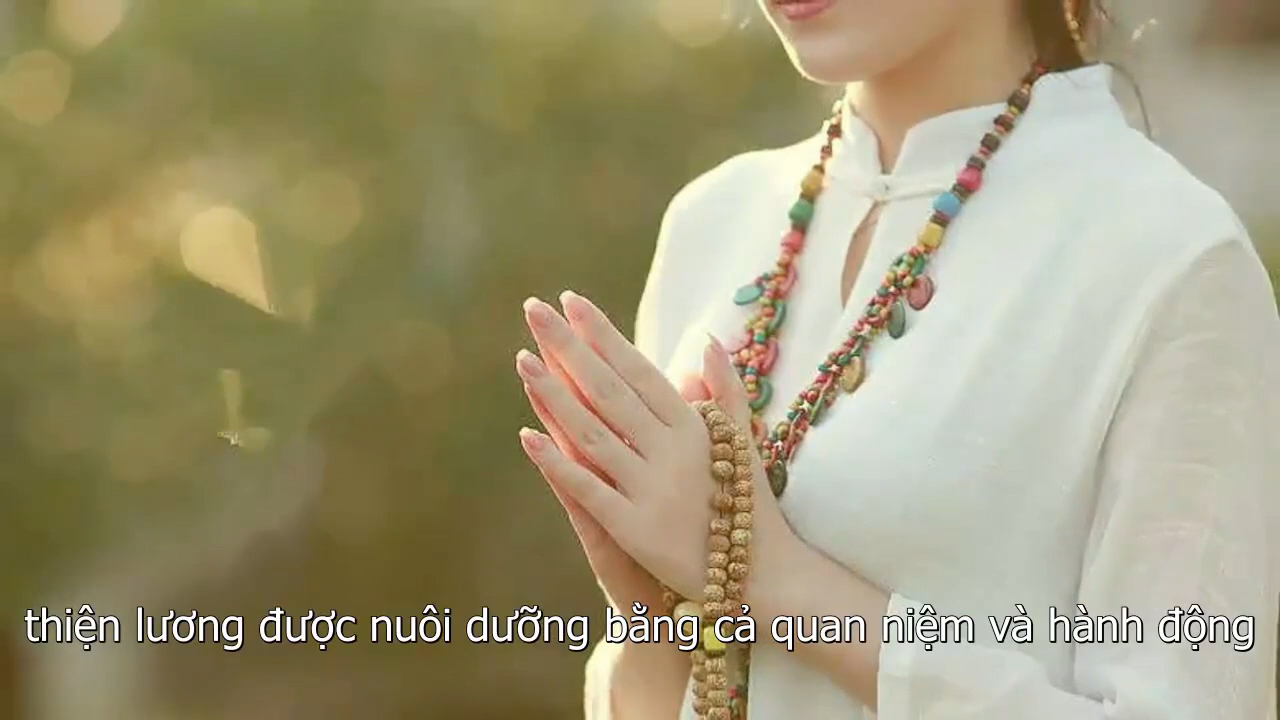 thiện lương được nuôi dưỡng bằng cả quan niệm và hành động